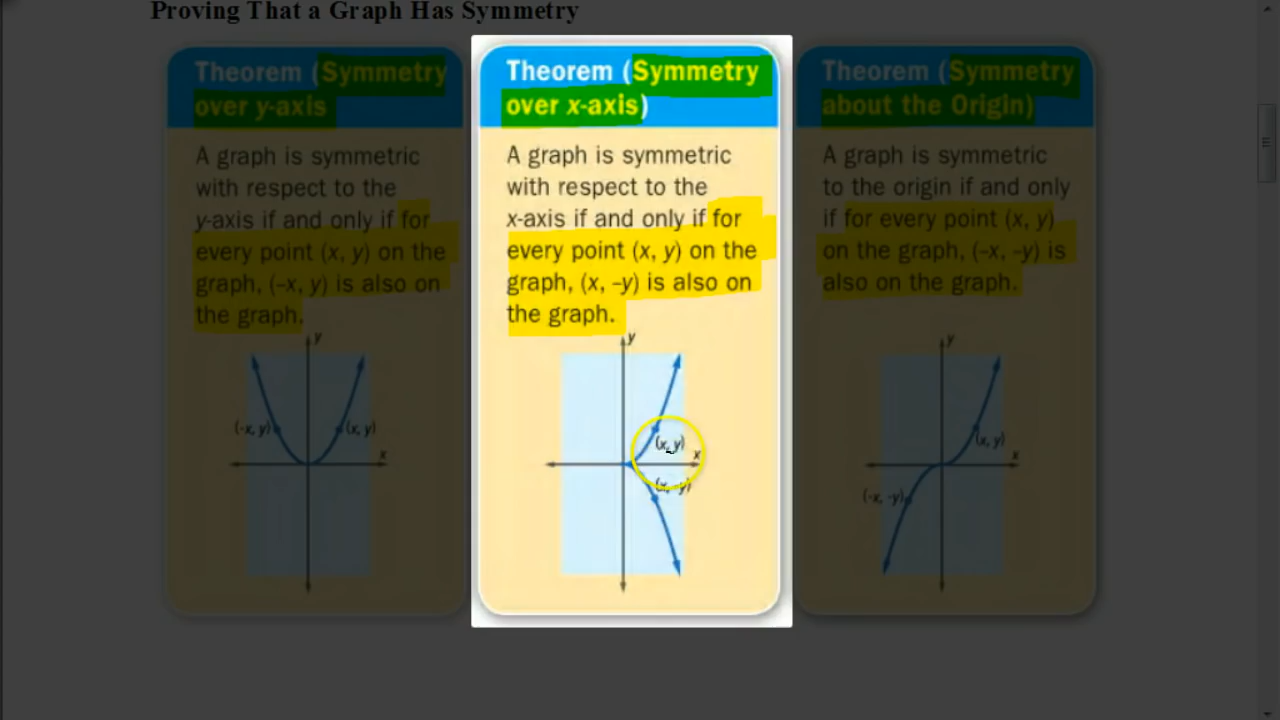 Proving That a Graph Has Symmetry
Theorem (Symmetry
over y-axis
A graph is symmetric
with respect to the
y-axis if and only if for
every point (x, y) on the
graph, (-x, y) is also on
the graph.
y
(-x, y)
(x, y)
x
Theorem (Symmetry
over x-axis)
A graph is symmetric
with respect to the
x-axis if and only if for
every point (x, y) on the
graph, (x, –y) is also on
the graph.
y
(x, y)
x
(x, –y)
Theorem (Symmetry
about the Origin)
A graph is symmetric
to the origin if and only
if for every point (x, y)
on the graph, (-x, -y) is
also on the graph.
y
(x, y)
x
(-x, -y)